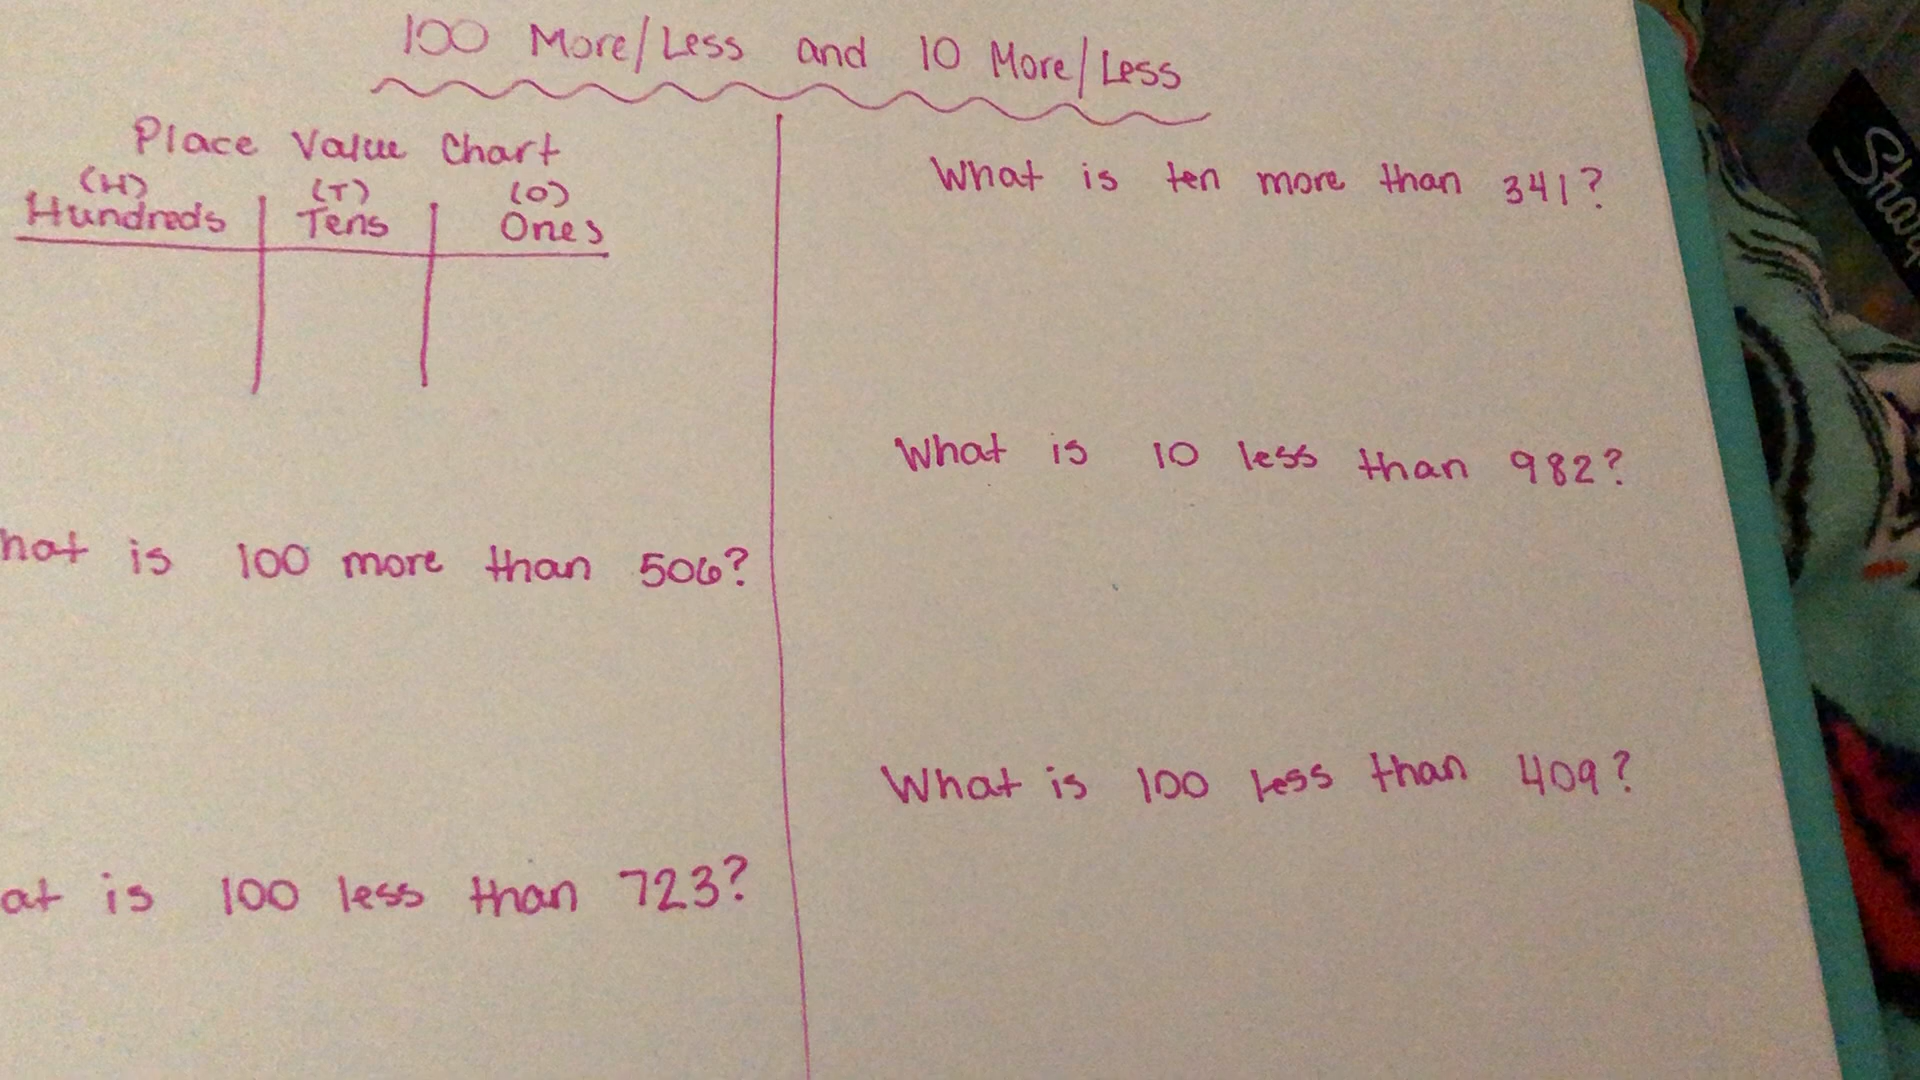 100 More/Less and 10 More/Less
Place Value Chart
(H) (T) (O)
Hundreds Tens Ones
hat is 100 more than 506?
at is 100 less than 723?
What is ten more than 341?
What is 10 less than 982?
What is 100 less than 409?